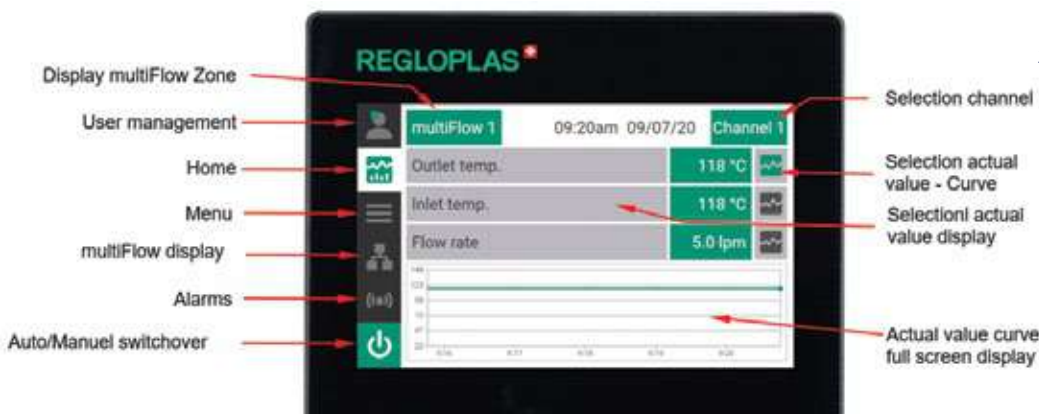 REGLOPLAS
Display multiFlow Zone
User management
Home
Menu
multiFlow display
Alarms
Auto/Manuel switchover
multiFlow 1
09:20am 09/07/20
Channel 1
Outlet temp.
118 °C
Inlet temp.
118 °C
Flow rate
5.0 lpm
Selection channel
Selection actual
value - Curve
Selectionl actual
value display
Actual value curve
full screen display